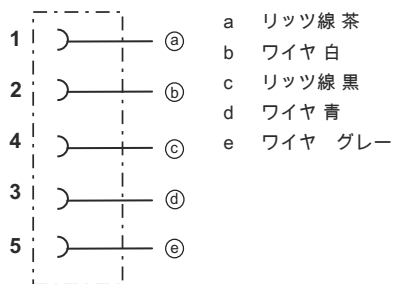 1 ⓐ
2 ⓑ
4 ⓒ
3 ⓓ
5 ⓔ
a リッツ線 茶
b ワイヤ 白
c リッツ線 黒
d ワイヤ 青
e ワイヤ　グレー